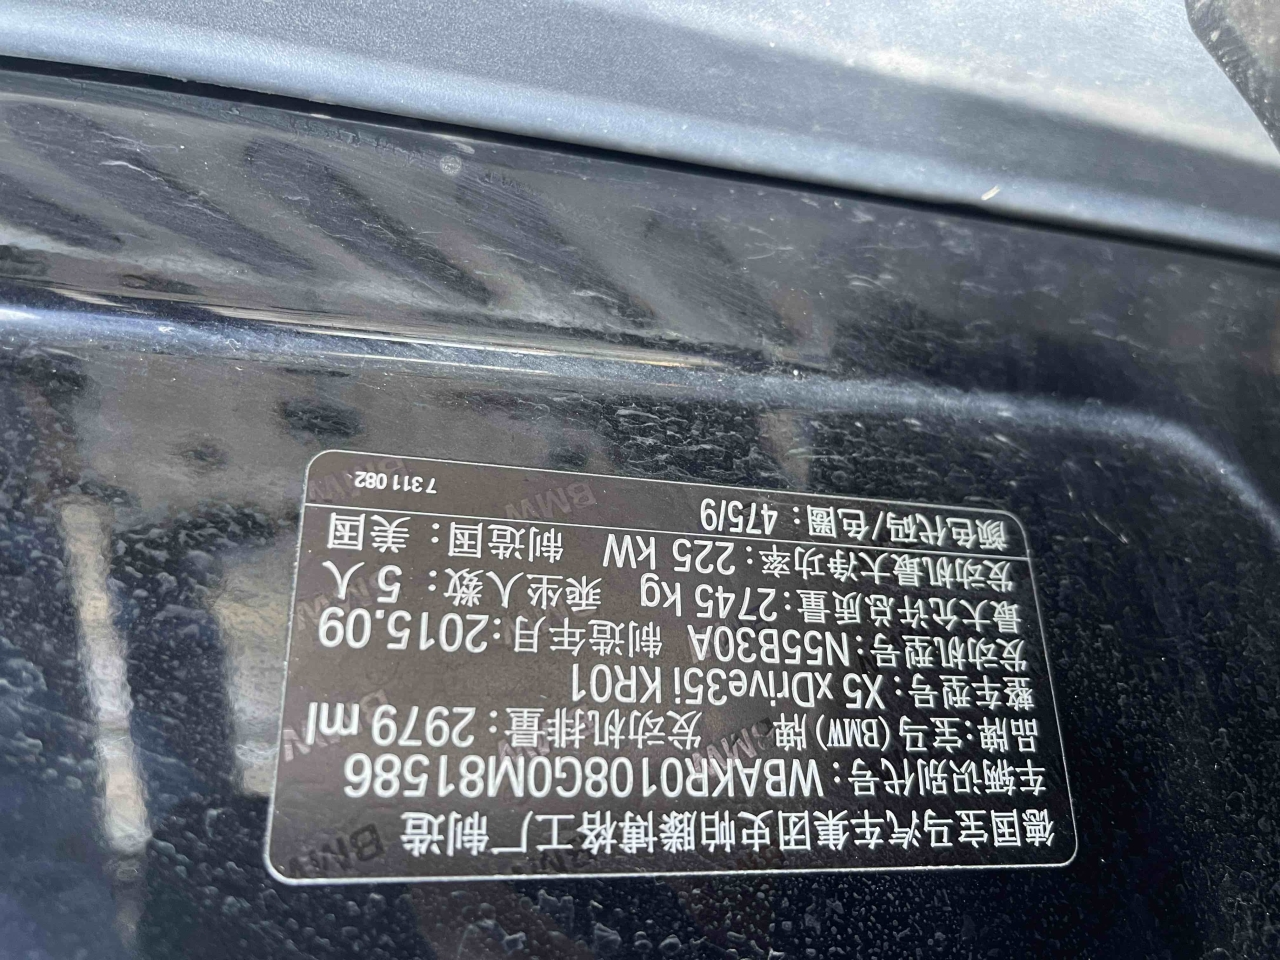 德国宝马汽车集团史帕滕博格工厂 制造
车辆识别代号：WBAKR0108G0M81586
品牌：宝马(BMW)牌 发动机排量：2979 ml
整车型号：X5 xDrive35i KR01
发动机型号：N55B30A 制造年月：2015.09
最大允许总质量：2745 kg 乘坐人数：5 人
发动机最大净功率：225 kW 制造国：美国
颜色代码/色圈：475/9
7311082